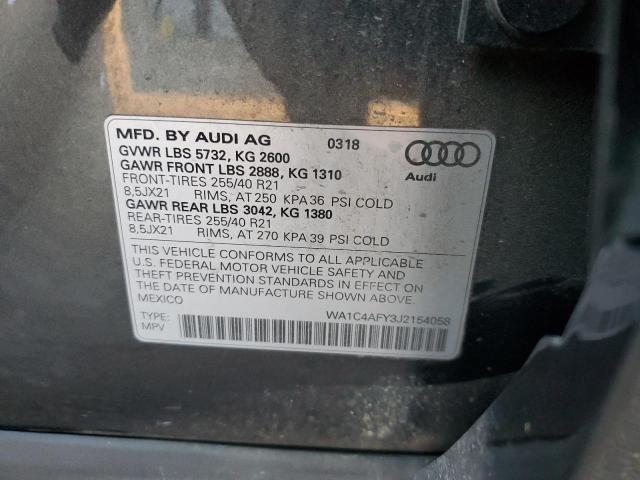 MFD. BY AUDI AG 0318
GVWR LBS 5732, KG 2600
GAWR FRONT LBS 2888, KG 1310
FRONT-TIRES 255/40 R21
8,5JX21 RIMS, AT 250 KPA 36 PSI COLD
GAWR REAR LBS 3042, KG 1380
REAR-TIRES 255/40 R21
8,5JX21 RIMS, AT 270 KPA 39 PSI COLD
Audi
THIS VEHICLE CONFORMS TO ALL APPLICABLE
U.S. FEDERAL MOTOR VEHICLE SAFETY AND
THEFT PREVENTION STANDARDS IN EFFECT ON
THE DATE OF MANUFACTURE SHOWN ABOVE.
MEXICO
TYPE: WA1C4AFY3J2154058
MPV